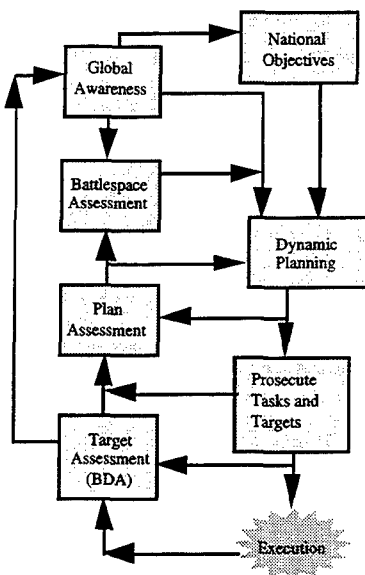 National
Objectives
Global
Awareness
Battlespace
Assessment
Dynamic
Planning
Plan
Assessment
Prosecute
Tasks and
Targets
Target
Assessment
(BDA)
Execution